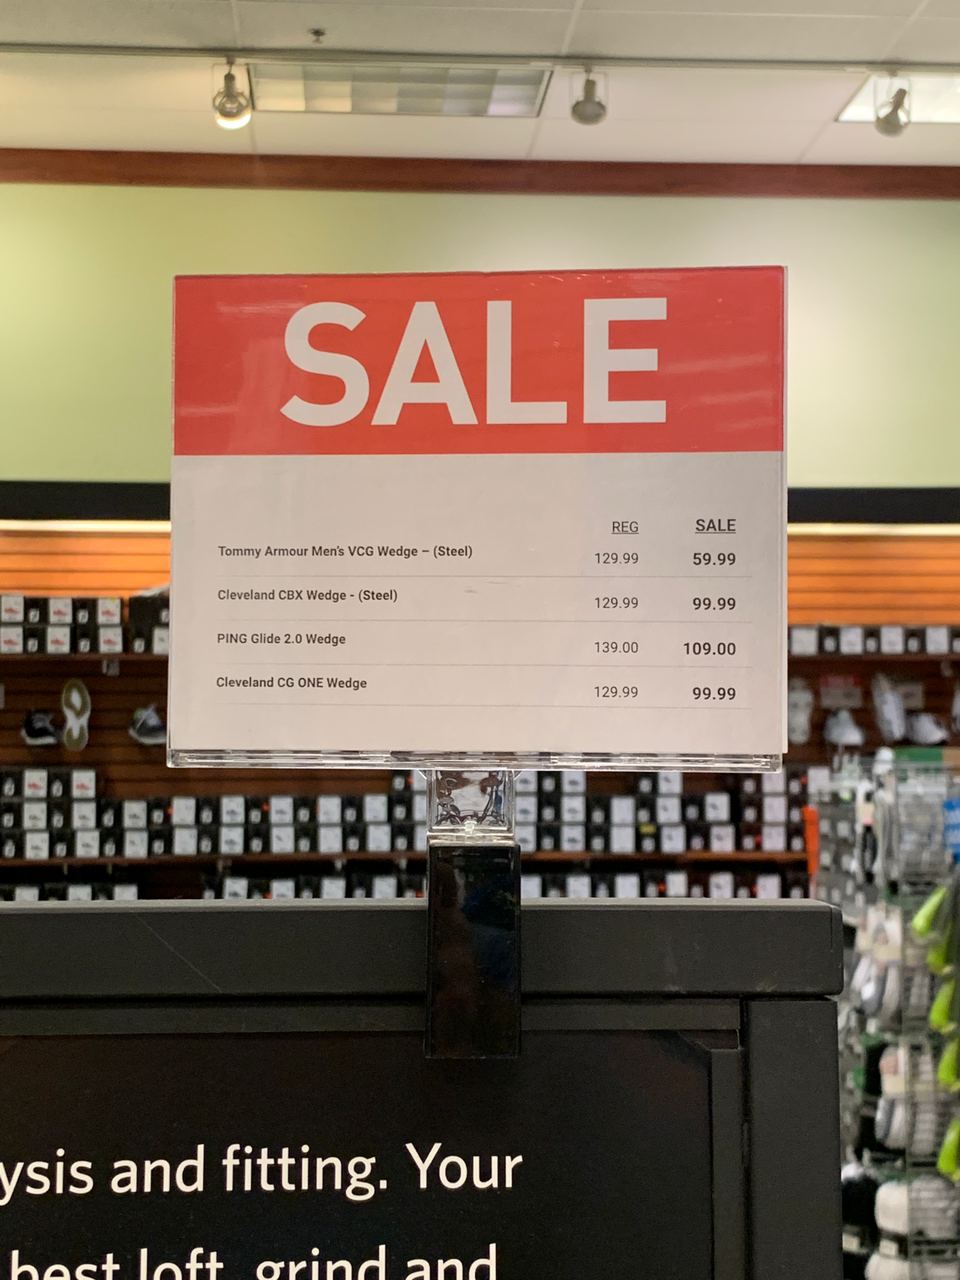 SALE
REG SALE
Tommy Armour Men's VCG Wedge – (Steel) 129.99 59.99
Cleveland CBX Wedge - (Steel) 129.99 99.99
PING Glide 2.0 Wedge 139.00 109.00
Cleveland CG ONE Wedge 129.99 99.99
ysis and fitting. Your
best loft, grind and